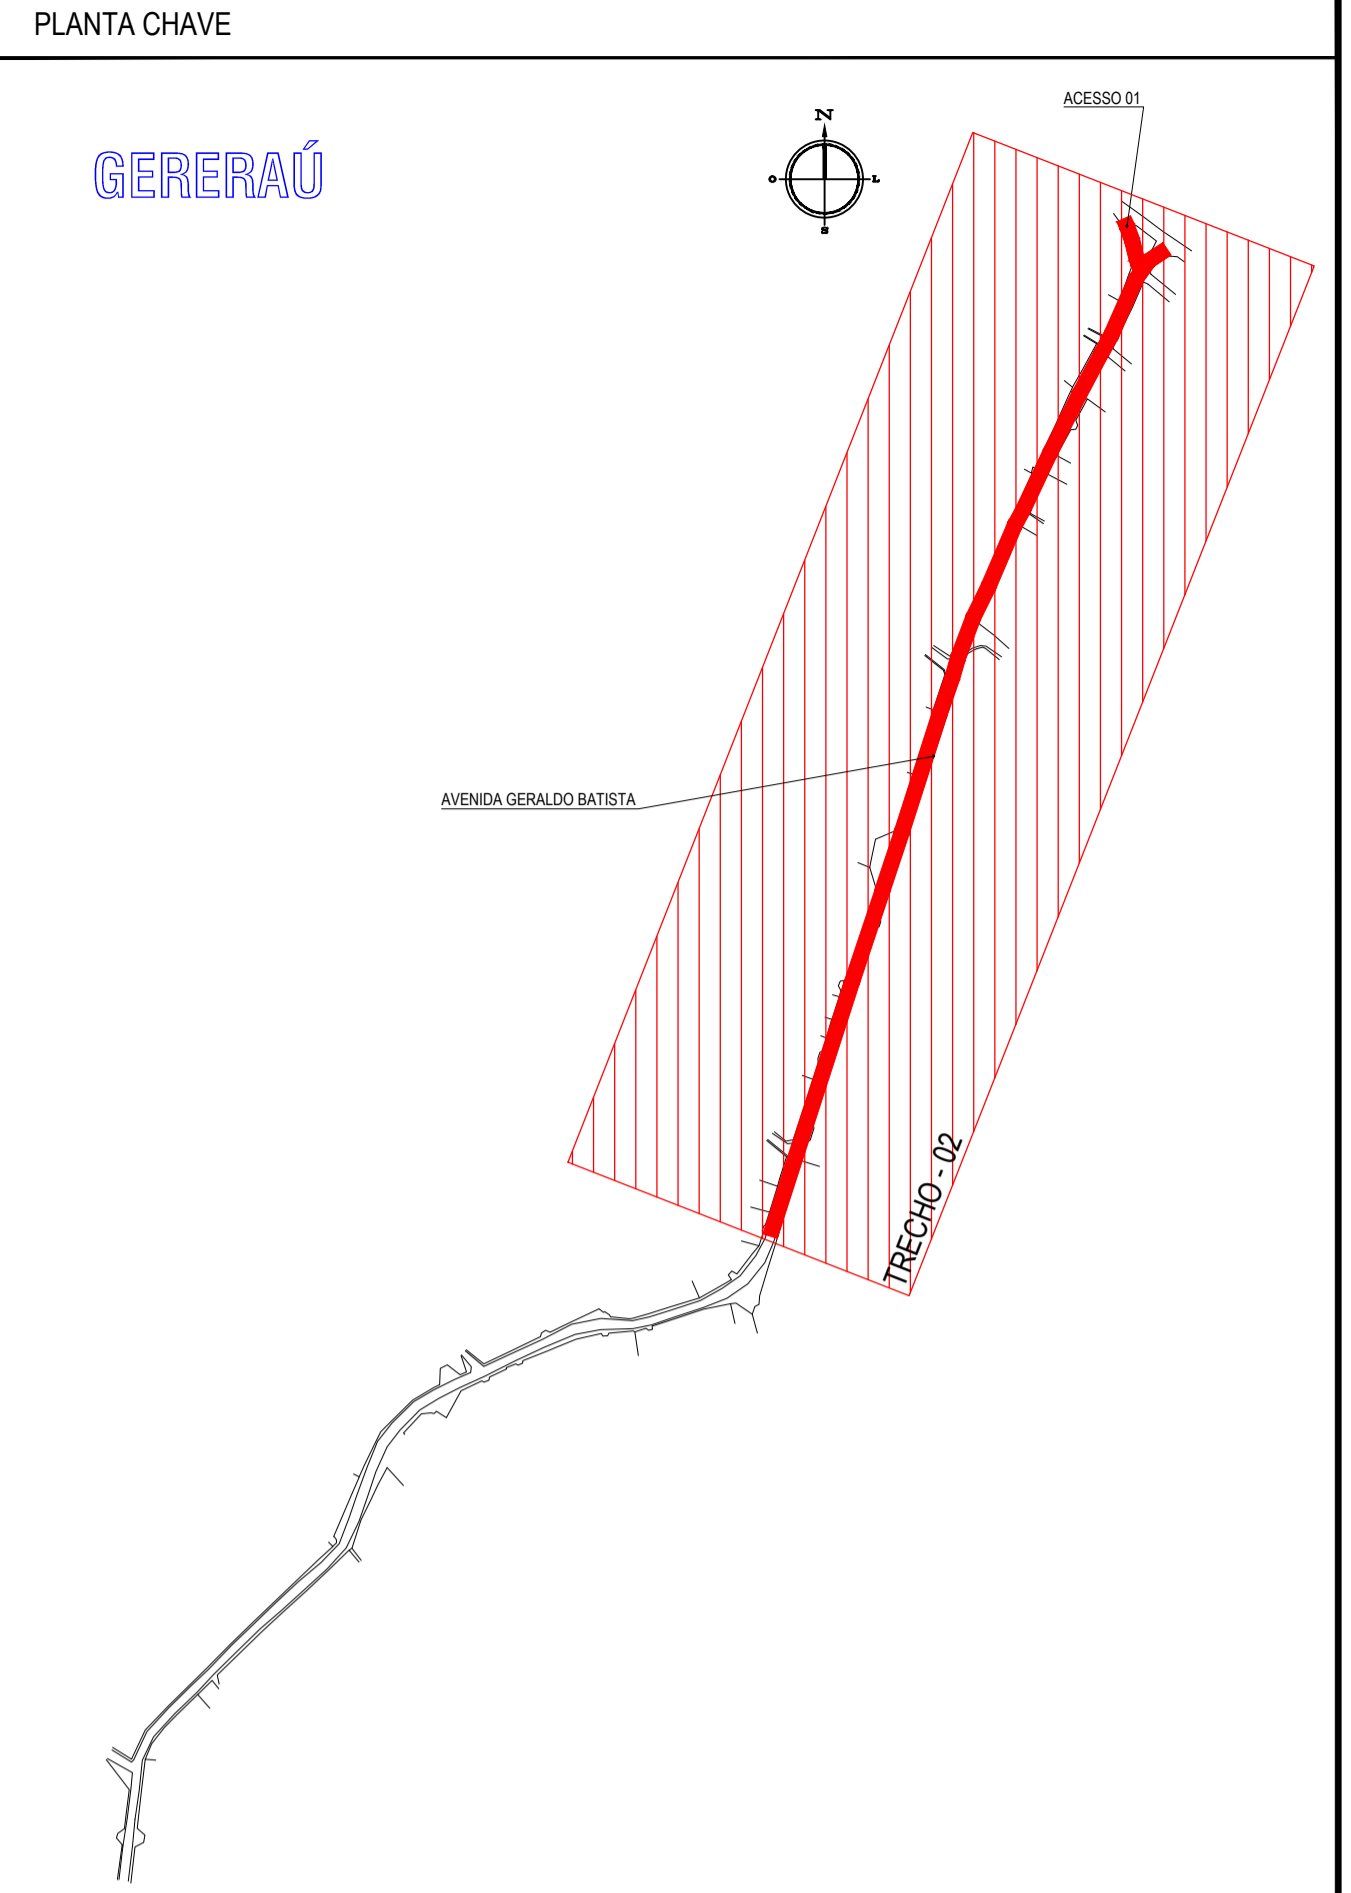 PLANTA CHAVE
ACESSO 01
GERERAÚ
N
O
L
S
AVENIDA GERALDO BATISTA
TRECHO - 02